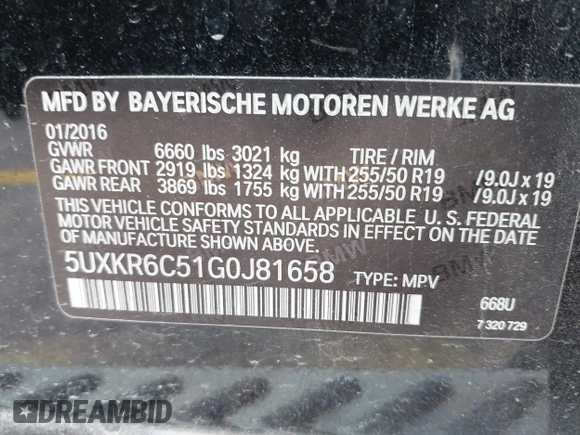 MFD BY BAYERISCHE MOTOREN WERKE AG
01/2016
GVWR 6660 lbs 3021 kg TIRE / RIM
GAWR FRONT 2919 lbs 1324 kg WITH 255/50 R19 /9.0J x 19
GAWR REAR 3869 lbs 1755 kg WITH 255/50 R19 /9.0J x 19
THIS VEHICLE CONFORMS TO ALL APPLICABLE FEDERAL
MOTOR VEHICLE SAFETY STANDARDS IN EFFECT ON THE
DATE OF MANUFACTURE SHOWN ABOVE.
5UXKR6C51G0J81658 TYPE: MPV
668U
7 320 729
DREAMBID